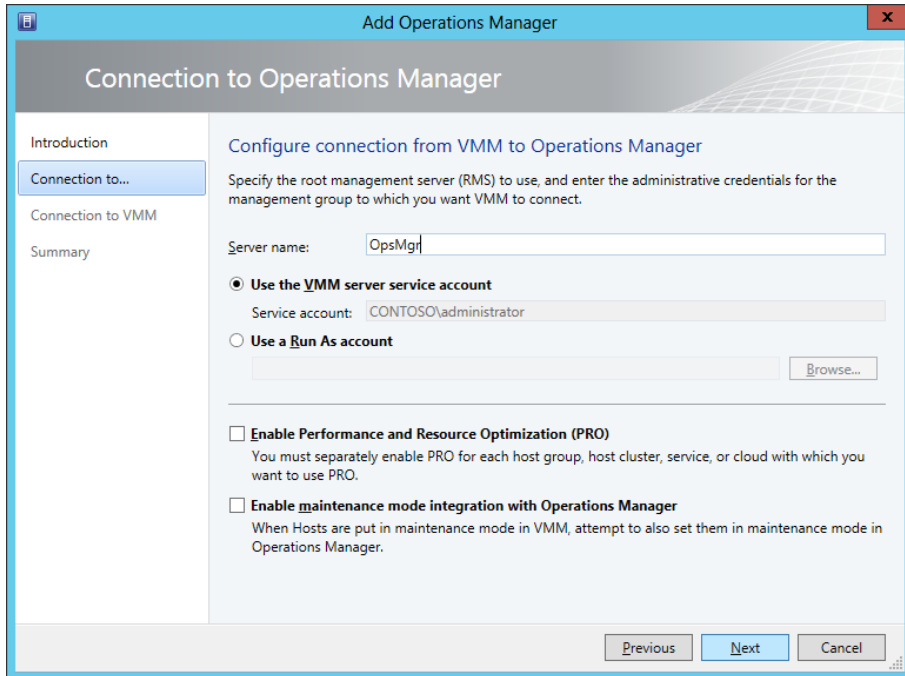 Add Operations Manager
x
Connection to Operations Manager
Introduction
Connection to...
Connection to VMM
Summary
Configure connection from VMM to Operations Manager
Specify the root management server (RMS) to use, and enter the administrative credentials for the
management group to which you want VMM to connect.
Server name: OpsMgr
Use the VMM server service account
Service account: CONTOSO\administrator
Use a Run As account
Browse...
Enable Performance and Resource Optimization (PRO)
You must separately enable PRO for each host group, host cluster, service, or cloud with which you
want to use PRO.
Enable maintenance mode integration with Operations Manager
When Hosts are put in maintenance mode in VMM, attempt to also set them in maintenance mode in
Operations Manager.
Previous Next Cancel